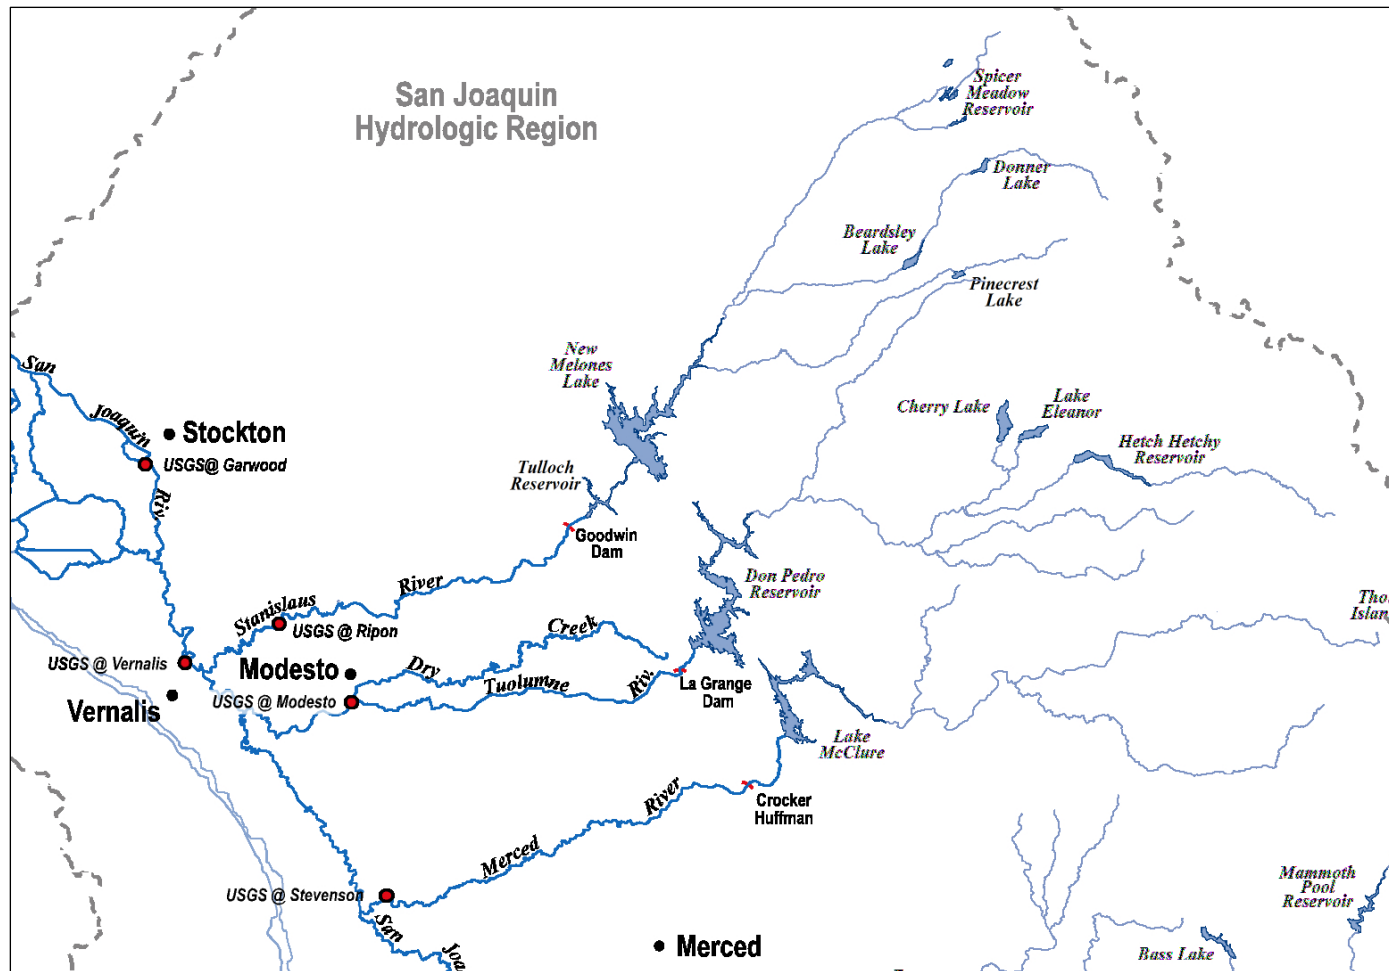 San Joaquin
Hydrologic Region
Spicer
Meadow
Reservoir
Donner
Lake
Beardsley
Lake
Pinecrest
Lake
New
Melones
Lake
San
Joaquin
Riv.
Stockton
USGS@ Garwood
Cherry Lake
Lake
Eleanor
Hetch Hetchy
Reservoir
Tulloch
Reservoir
Goodwin
Dam
Stanislaus
River
USGS @ Ripon
Don Pedro
Reservoir
USGS @ Vernalis
Vernalis
Modesto
USGS @ Modesto
Dry
Creek
Tuolumne
Riv.
La Grange
Dam
Lake
McClure
Crocker
Huffman
Merced
River
USGS @ Stevenson
San
Joa
Merced
Tho
Island
Mammoth
Pool
Reservoir
Bass Lake